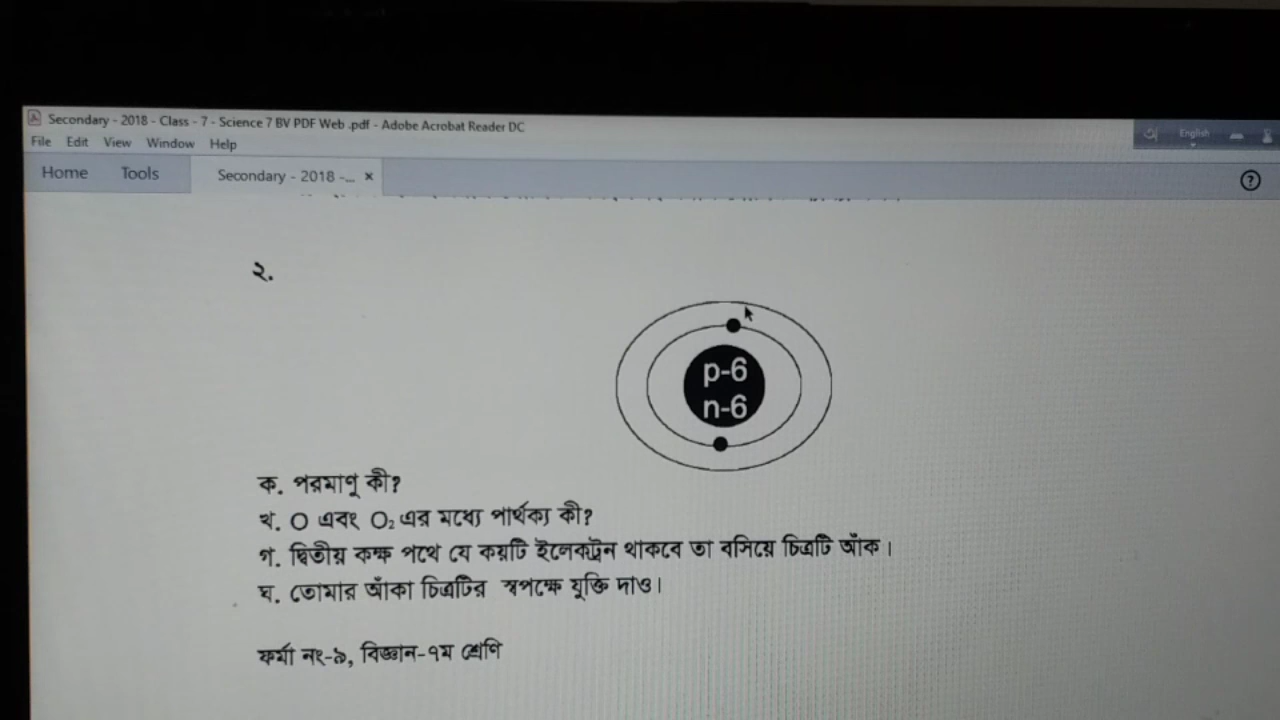 Secondary - 2018 - Class - 7 - Science 7 BV PDF Web .pdf - Adobe Acrobat Reader DC
English
File Edit View Window Help
Home Tools Secondary - 2018 -... ×
?
২.
p-6
n-6
ক. পরমাণু কী?
খ. O এবং O₂ এর মধ্যে পার্থক্য কী?
গ. দ্বিতীয় কক্ষ পথে যে কয়টি ইলেকট্রন থাকবে তা বসিয়ে চিত্রটি আঁক।
ঘ. তোমার আঁকা চিত্রটির স্বপক্ষে যুক্তি দাও।
ফর্মা নং-৯, বিজ্ঞান-৭ম শ্রেণি